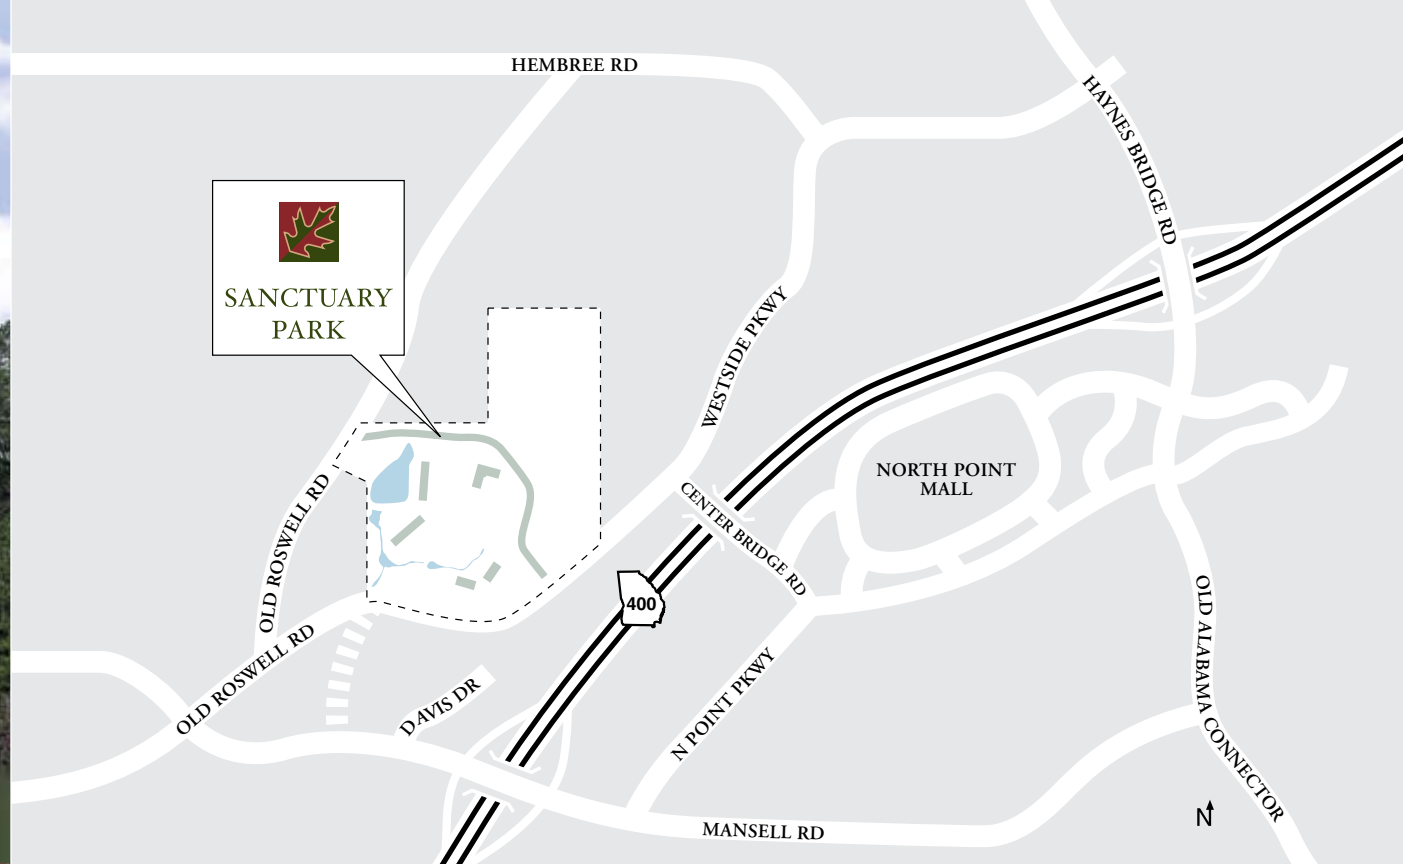 HEMBREE RD
HAYNES BRIDGE RD
SANCTUARY
PARK
WESTSIDE PKWY
NORTH POINT
MALL
OLD ROSWELL RD
CENTER BRIDGE RD
400
OLD ROSWELL RD
DAVIS DR
N POINT PKWY
OLD ALABAMA CONNECTOR
MANSELL RD
N